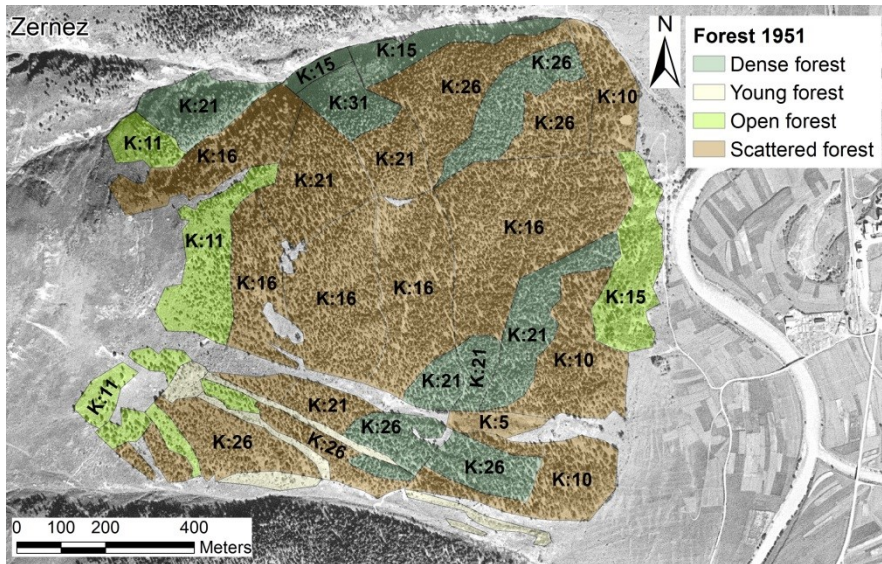 Zernez
N
Forest 1951
Dense forest
Young forest
Open forest
Scattered forest
K:15
K:15
K:26
K:26
K:10
K:21
K:31
K:26
K:11
K:16
K:21
K:21
K:11
K:16
K:16
K:16
K:16
K:15
K:21
K:10
K:21
K:21
K:11
K:21
K:5
K:26
K:26
K:26
K:26
K:10
0 100 200 400
Meters